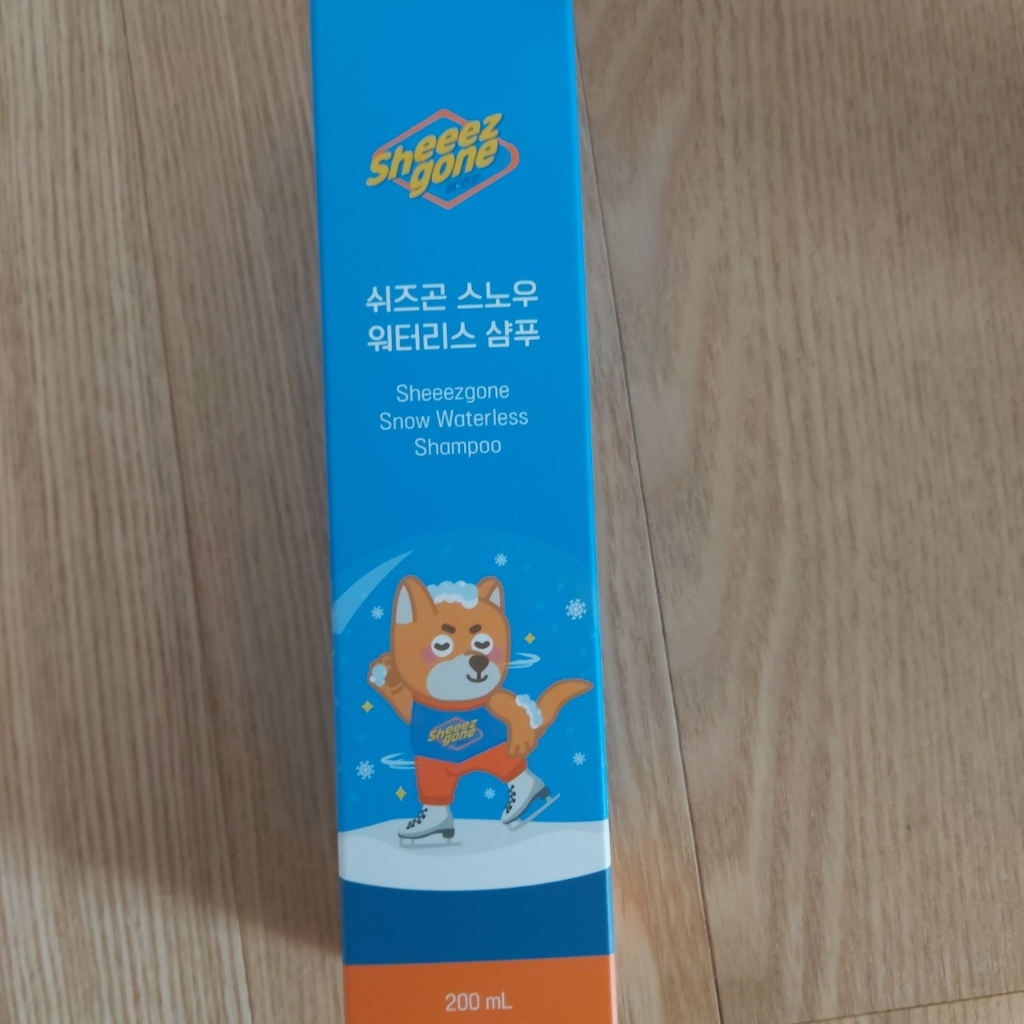 Sheeez
gone
쉬즈곤 스노우
워터리스 샴푸
Sheeezgone
Snow Waterless
Shampoo
Sheeez
gone
200 mL